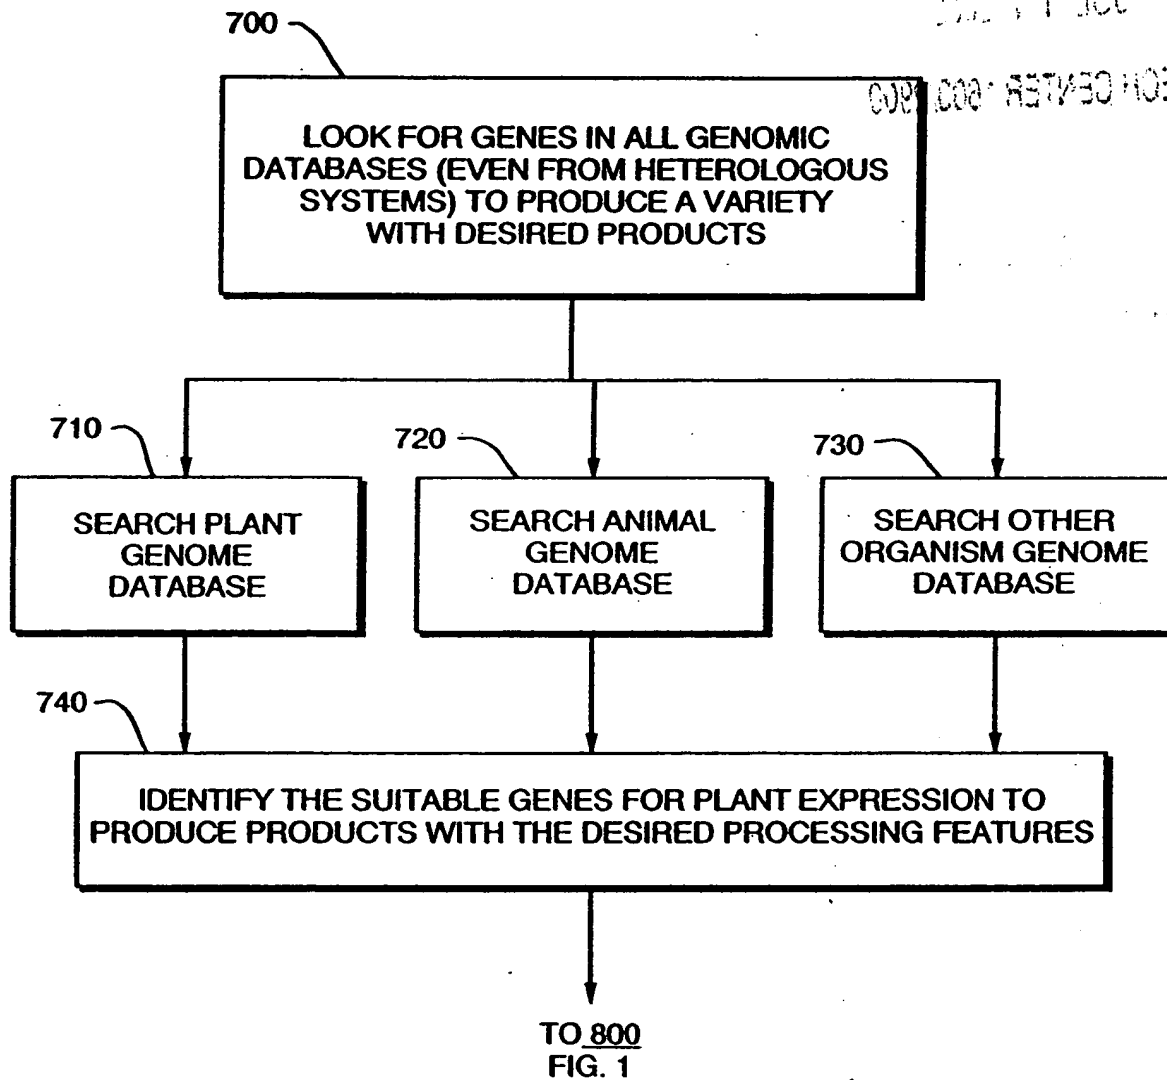 700
LOOK FOR GENES IN ALL GENOMIC
DATABASES (EVEN FROM HETEROLOGOUS
SYSTEMS) TO PRODUCE A VARIETY
WITH DESIRED PRODUCTS
710
SEARCH PLANT
GENOME
DATABASE
720
SEARCH ANIMAL
GENOME
DATABASE
730
SEARCH OTHER
ORGANISM GENOME
DATABASE
740
IDENTIFY THE SUITABLE GENES FOR PLANT EXPRESSION TO
PRODUCE PRODUCTS WITH THE DESIRED PROCESSING FEATURES
TO 800
FIG. 1